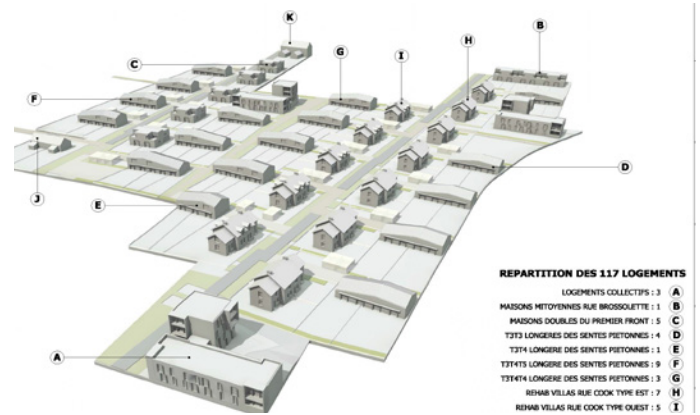 K
B
C
G
I
H
F
D
J
E
A
REPARTITION DES 117 LOGEMENTS
LOGEMENTS COLLECTIFS : 3 A
MAISONS MITOYENNES RUE BROSSOLETTE : 1 B
MAISONS DOUBLES DU PREMIER FRONT : 5 C
T3T3 LONGERES DES SENTES PIETONNES : 4 D
T3T4 LONGERE DES SENTES PIETONNES : 1 E
T3T4T5 LONGERE DES SENTES PIETONNES : 9 F
T3T4T4 LONGERE DES SENTES PIETONNES : 3 G
REHAB VILLAS RUE COOK TYPE EST : 7 H
REHAB VILLAS RUE COOK TYPE OUEST : 5 I